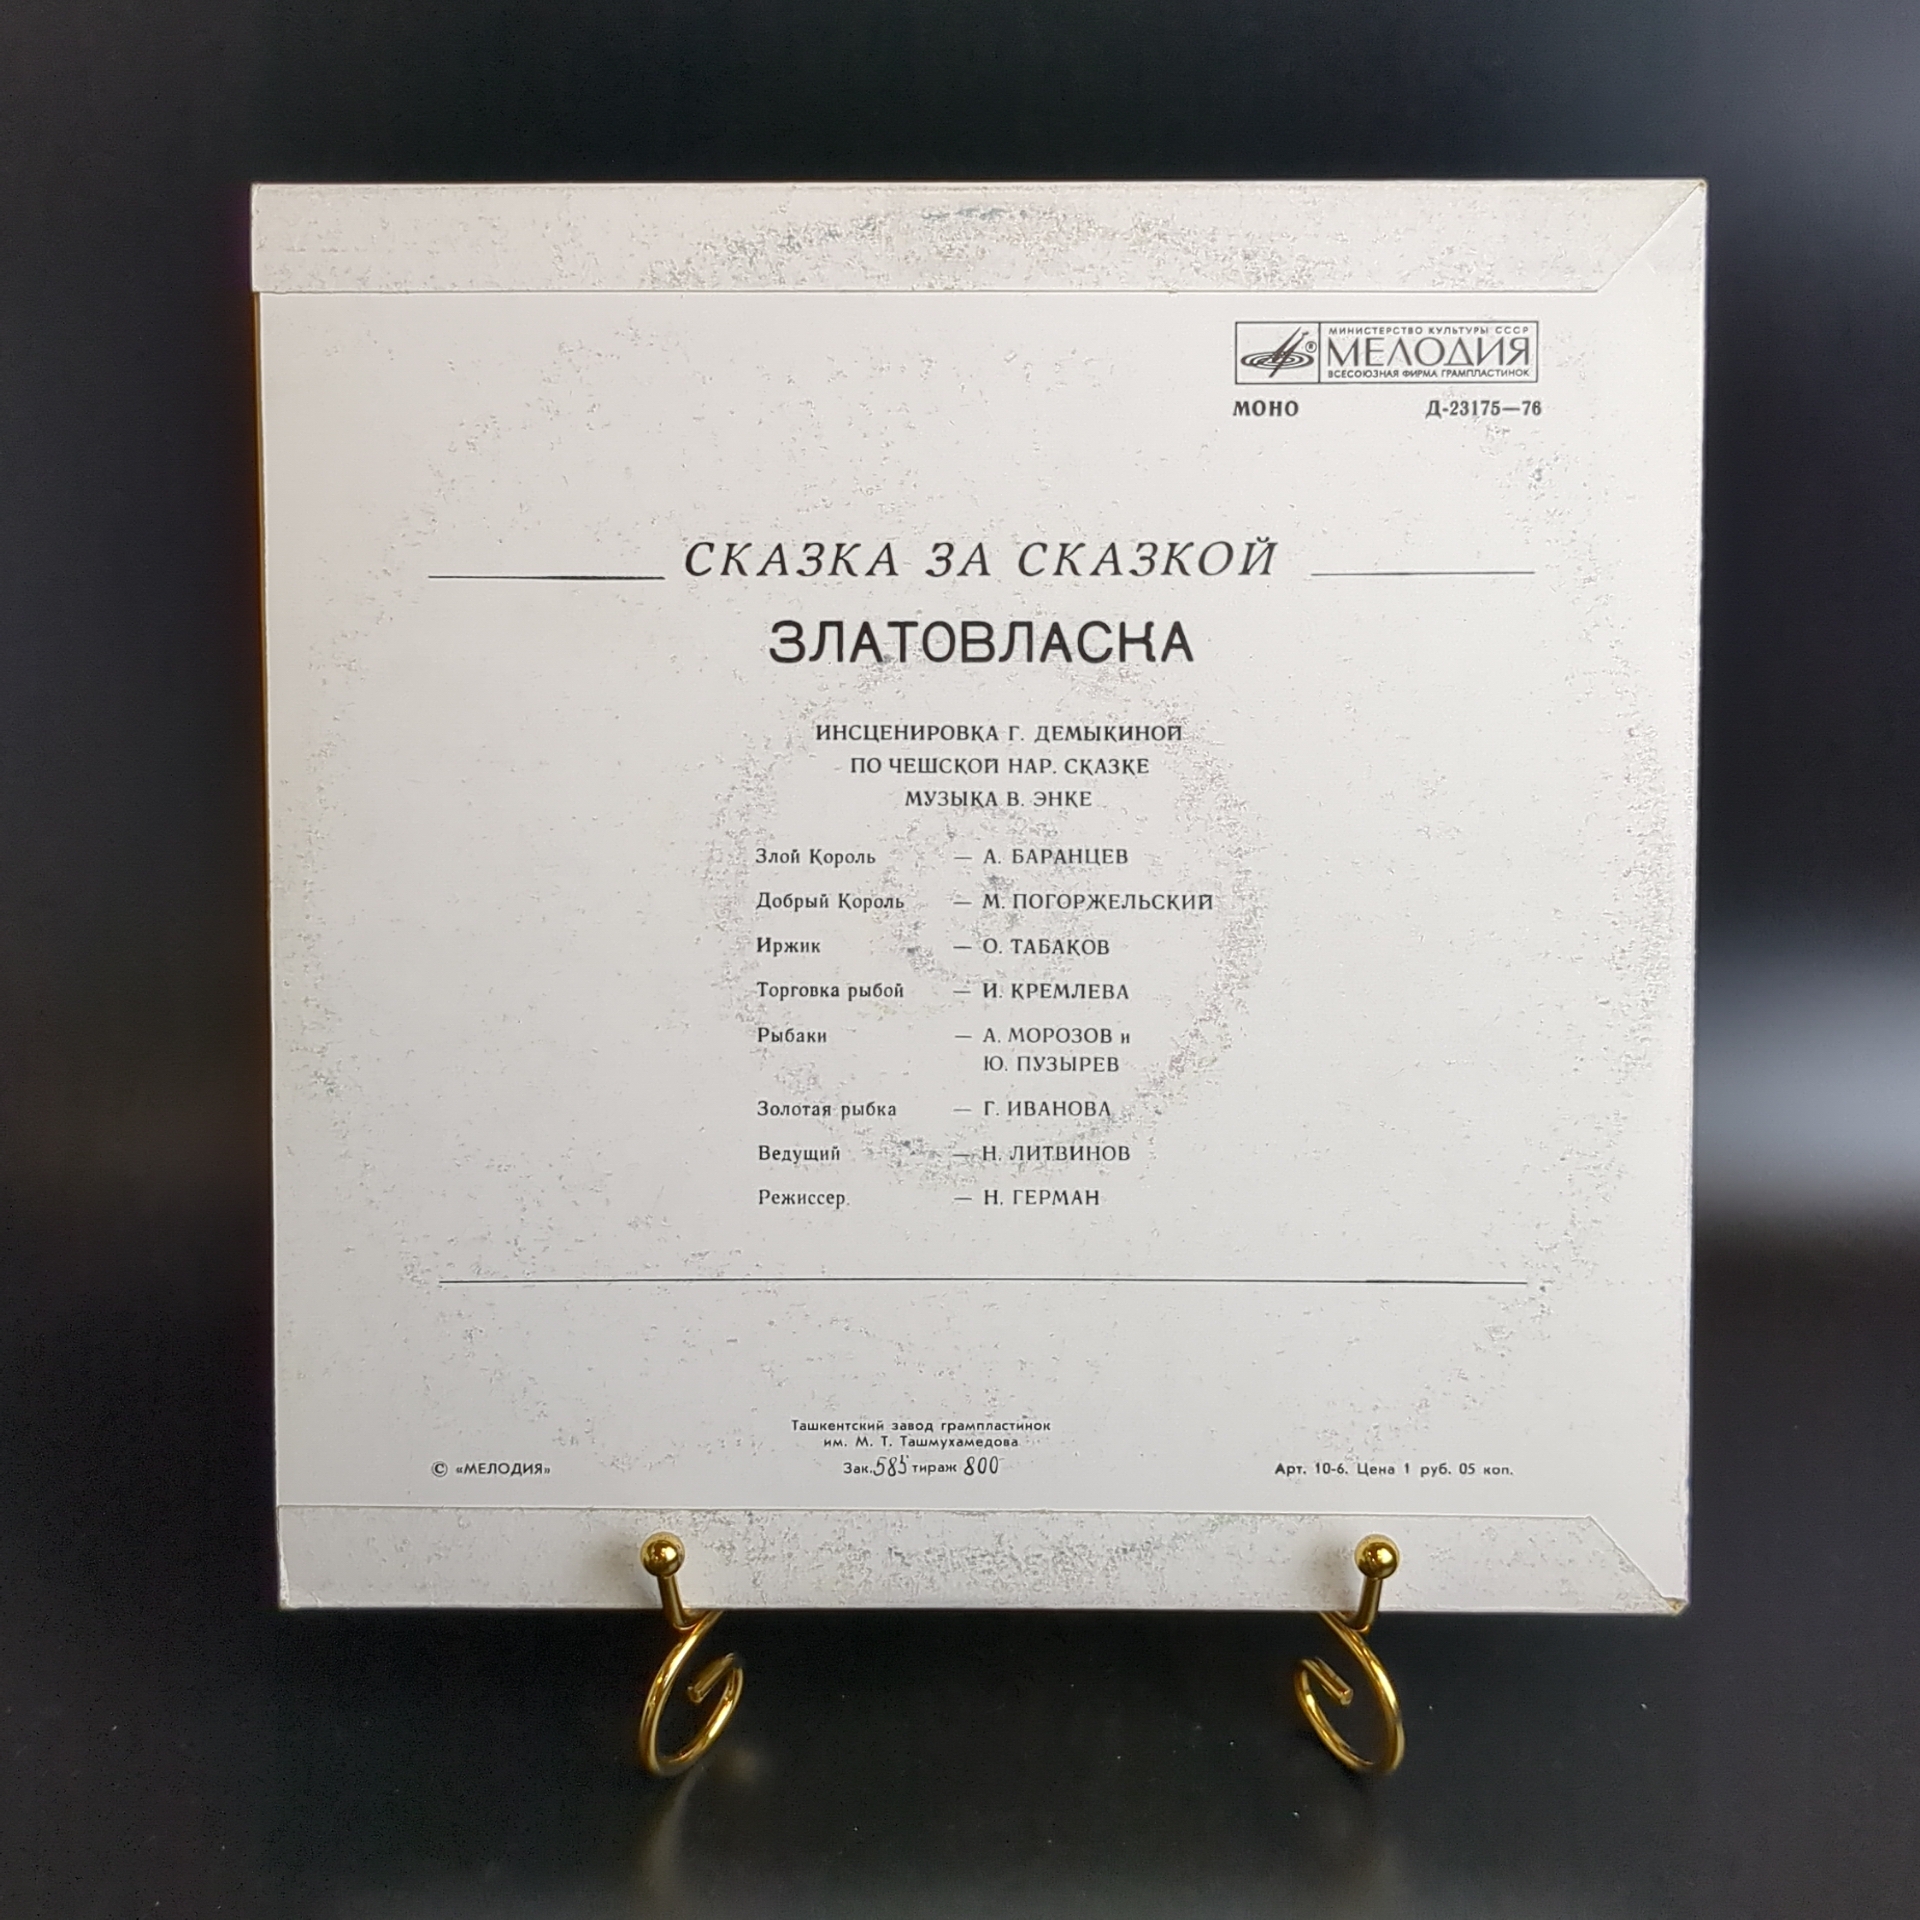 МИНИСТЕРСТВО КУЛЬТУРЫ СССР
МЕЛОДИЯ
ВСЕСОЮЗНАЯ ФИРМА ГРАМПЛАСТИНОК
МОНО Д-23175—76
СКАЗКА ЗА СКАЗКОЙ
ЗЛАТОВЛАСКА
ИНСЦЕНИРОВКА Г. ДЕМЫКИНОЙ
ПО ЧЕШСКОЙ НАР. СКАЗКЕ
МУЗЫКА В. ЭНКЕ
Злой Король — А. БАРАНЦЕВ
Добрый Король — М. ПОГОРЖЕЛЬСКИЙ
Иржик — О. ТАБАКОВ
Торговка рыбой — И. КРЕМЛЕВА
Рыбаки — А. МОРОЗОВ и
Ю. ПУЗЫРЕВ
Золотая рыбка — Г. ИВАНОВА
Ведущий — Н. ЛИТВИНОВ
Режиссер. — Н. ГЕРМАН
Ташкентский завод грампластинок
им. М. Т. Ташмухамедова
© «МЕЛОДИЯ» Зак. 585 тираж 800 Арт. 10-6. Цена 1 руб. 05 коп.